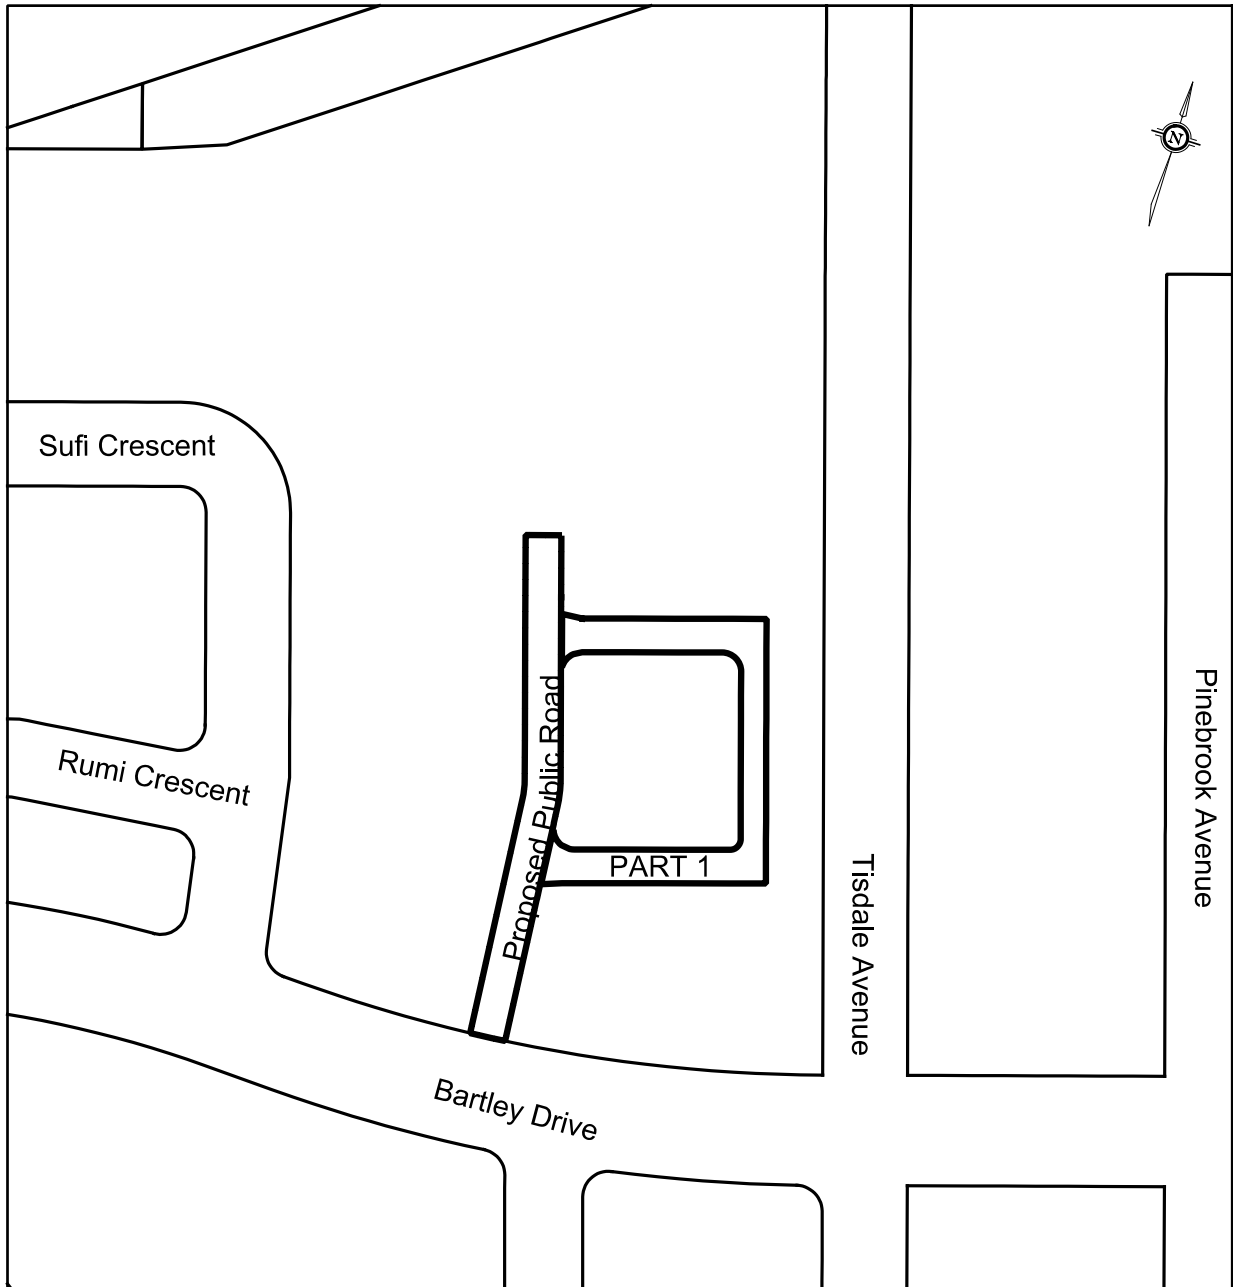 N
Sufi Crescent
Rumi Crescent
Proposed Public Road
PART 1
Tisdale Avenue
Pinebrook Avenue
Bartley Drive